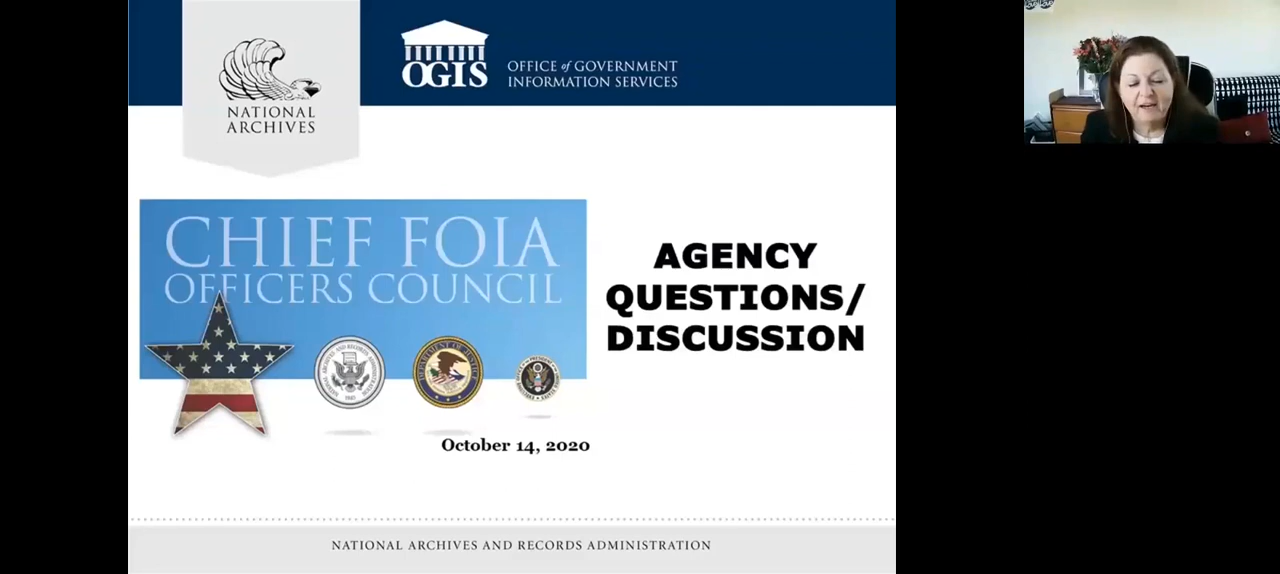 NATIONAL
ARCHIVES
OGIS
OFFICE of GOVERNMENT
INFORMATION SERVICES
CHIEF FOIA
OFFICERS COUNCIL
AGENCY
QUESTIONS/
DISCUSSION
October 14, 2020
NATIONAL ARCHIVES AND RECORDS ADMINISTRATION